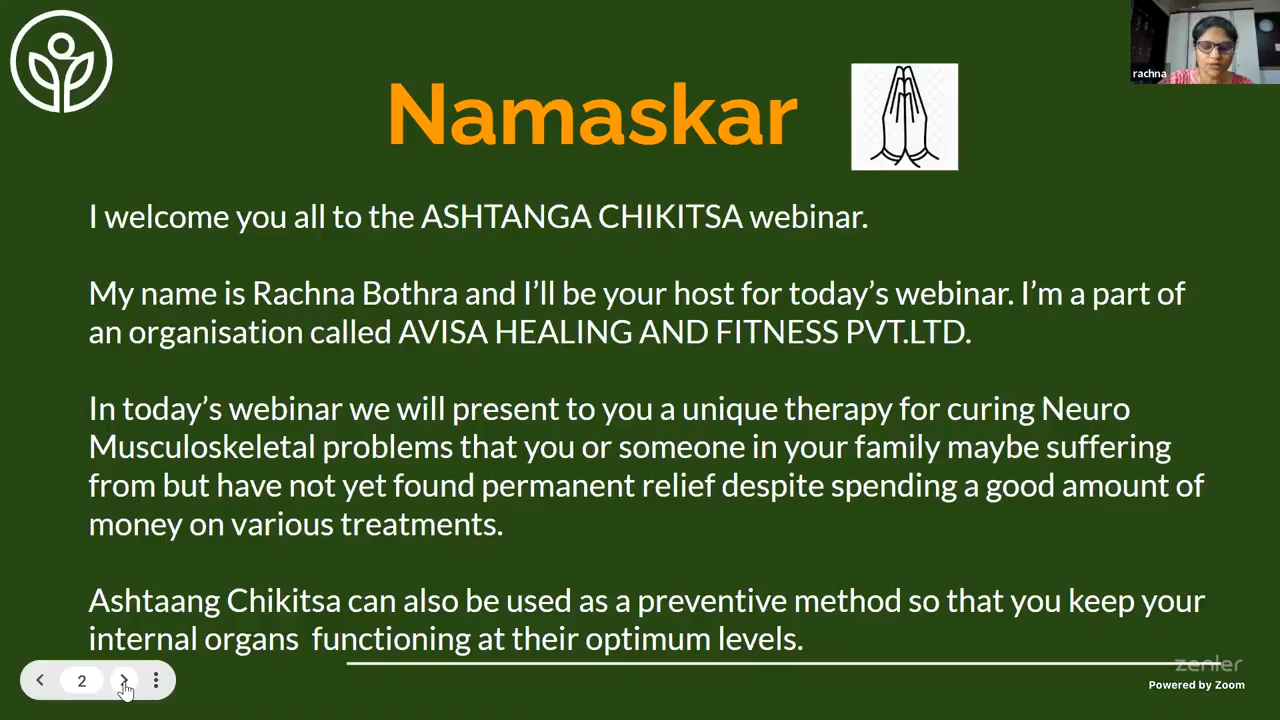 rachna
Namaskar
I welcome you all to the ASHTANGA CHIKITSA webinar.
My name is Rachna Bothra and I’ll be your host for today’s webinar. I’m a part of
an organisation called AVISA HEALING AND FITNESS PVT.LTD.
In today’s webinar we will present to you a unique therapy for curing Neuro
Musculoskeletal problems that you or someone in your family maybe suffering
from but have not yet found permanent relief despite spending a good amount of
money on various treatments.
Ashtaang Chikitsa can also be used as a preventive method so that you keep your
internal organs  functioning at their optimum levels.
2
zenler
Powered by Zoom